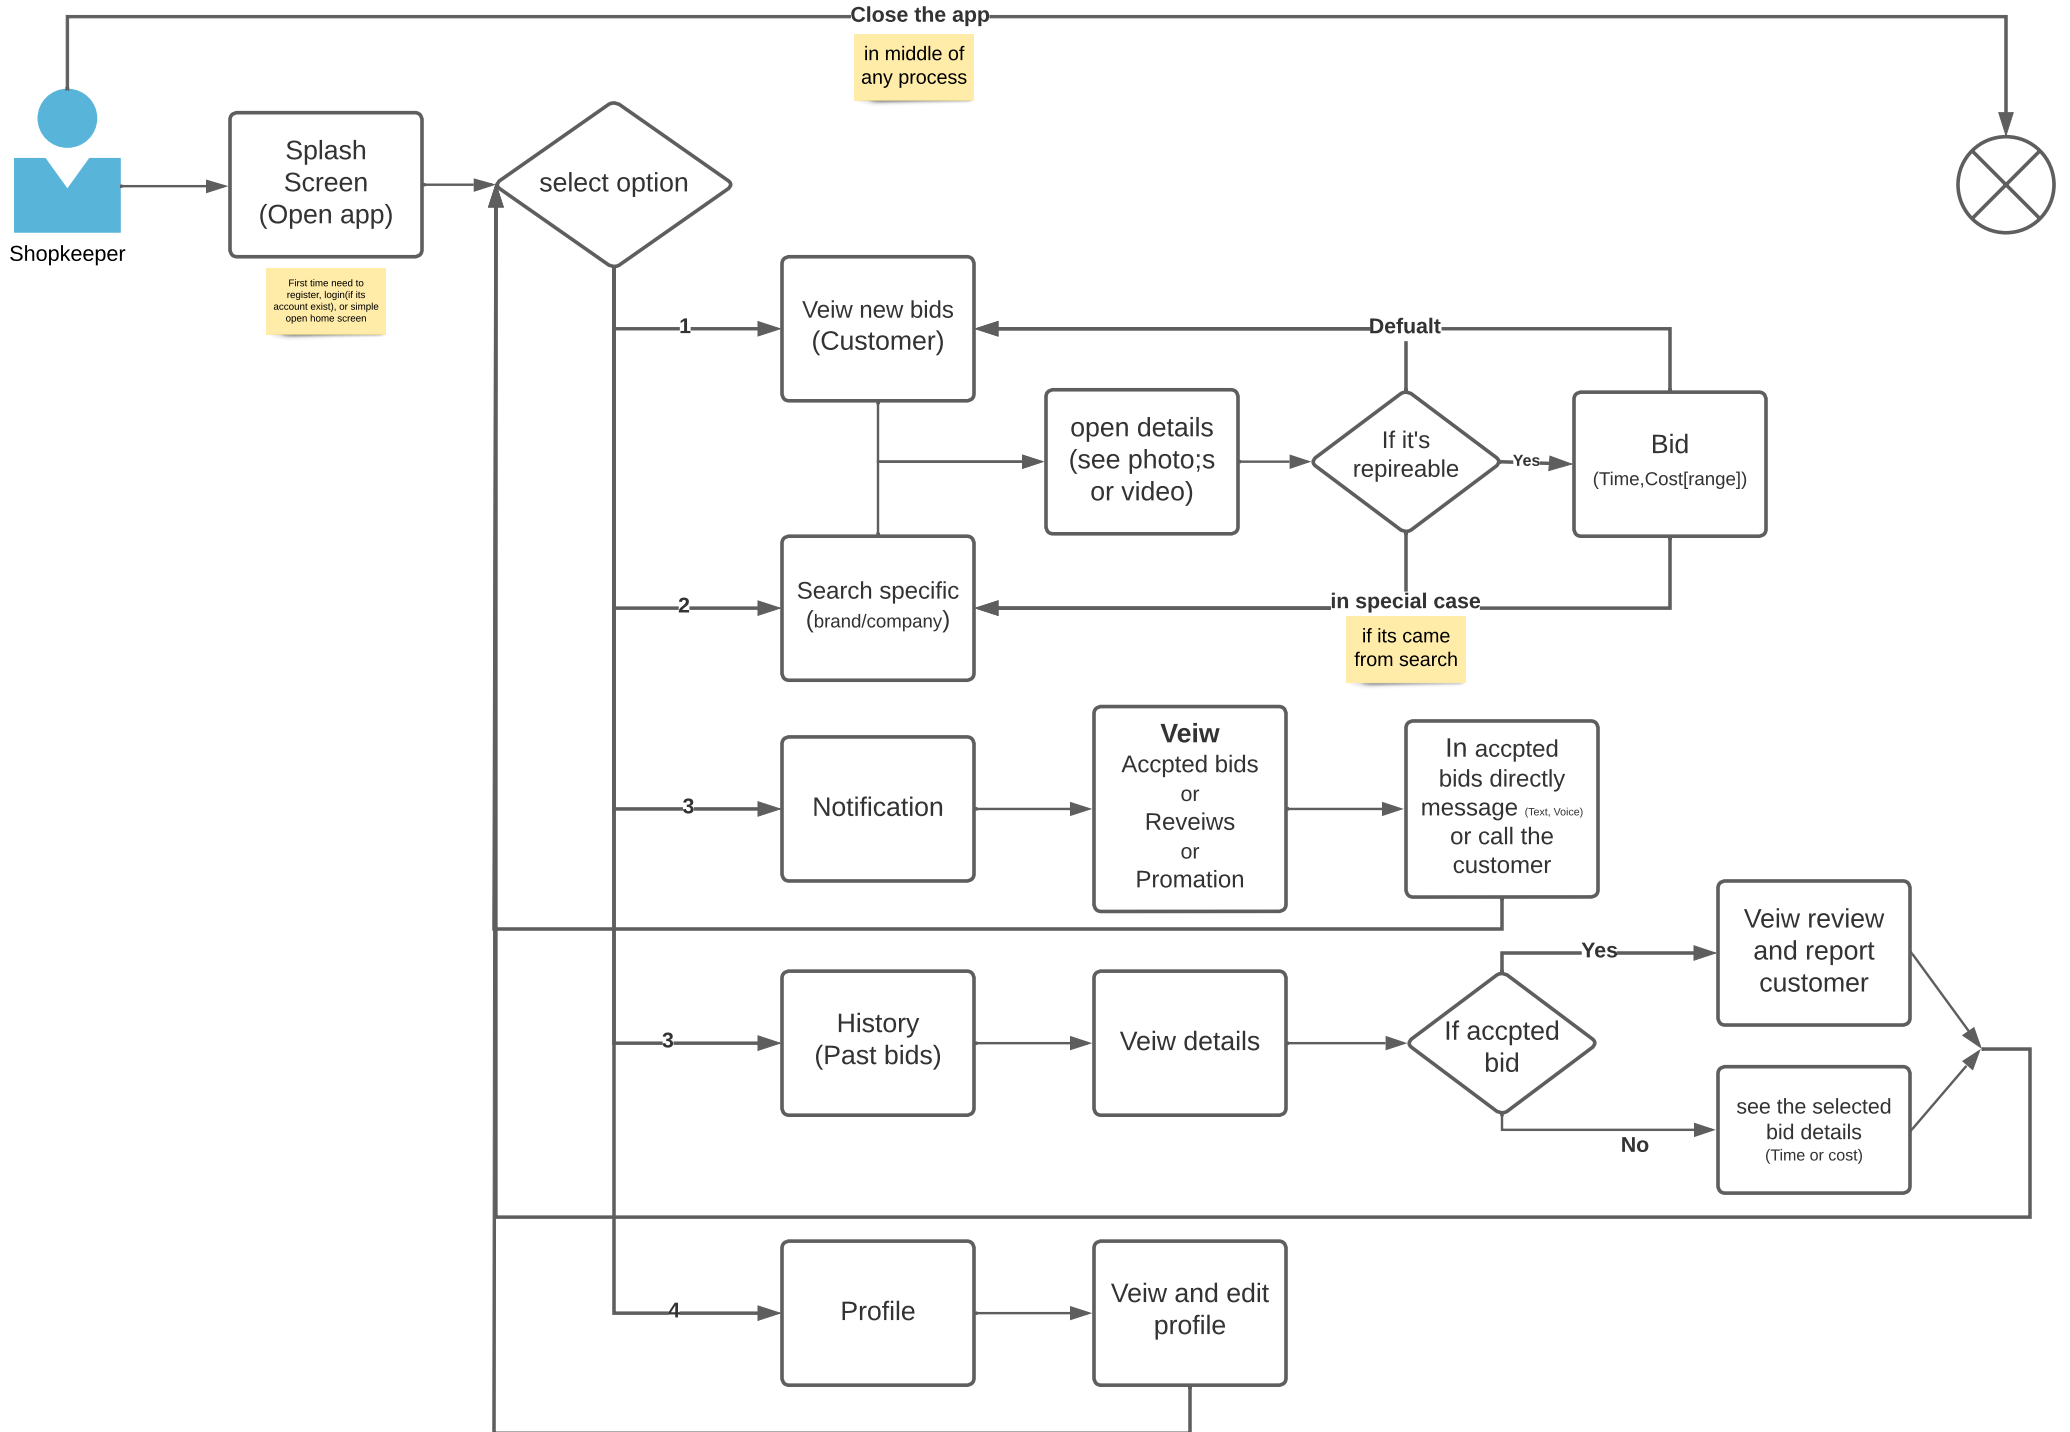 Close the app
in middle of
any process
Splash
Screen
(Open app)
select option
Shopkeeper
First time need to
register, login(if its
account exist), or simple
open home screen
1
Veiw new bids
(Customer)
Defualt
open details
(see photo;s
or video)
If it's
repireable
Yes
Bid
(Time,Cost[range])
2
Search specific
(brand/company)
in special case
if its came
from search
3
Notification
Veiw
Accpted bids
or
Reveiws
or
Promation
In accpted
bids directly
message (Text, Voice)
or call the
customer
3
History
(Past bids)
Veiw details
If accpted
bid
Yes
Veiw review
and report
customer
No
see the selected
bid details
(Time or cost)
4
Profile
Veiw and edit
profile